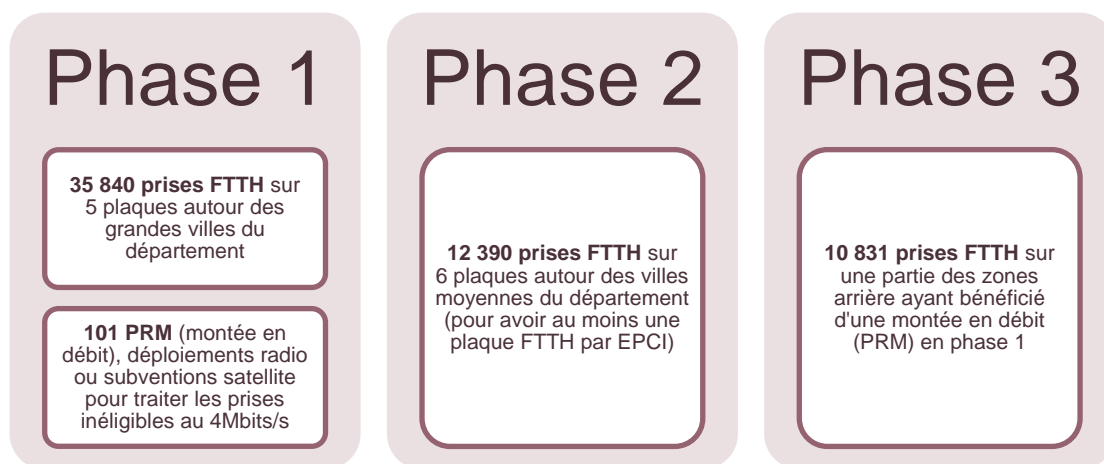 Phase 1
35 840 prises FTTH sur
5 plaques autour des
grandes villes du
département
101 PRM (montée en
débit), déploiements radio
ou subventions satellite
pour traiter les prises
inéligibles au 4Mbits/s
Phase 2
12 390 prises FTTH sur
6 plaques autour des villes
moyennes du département
(pour avoir au moins une
plaque FTTH par EPCI)
Phase 3
10 831 prises FTTH sur
une partie des zones
arrière ayant bénéficié
d'une montée en débit
(PRM) en phase 1